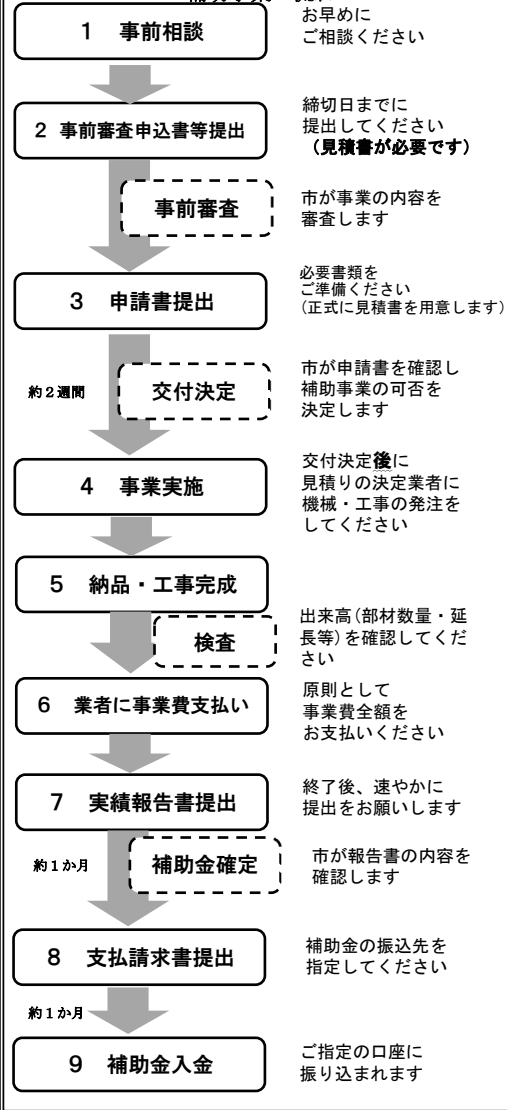 お早めに
ご相談ください
1 事前相談
締切日までに
提出してください
(見積書が必要です)
2 事前審査申込書等提出
事前審査
市が事業の内容を
審査します
3 申請書提出
必要書類を
ご準備ください
(正式に見積書を用意します)
約2週間
交付決定
市が申請書を確認し
補助事業の可否を
決定します
4 事業実施
交付決定後に
見積りの決定業者に
機械・工事の発注を
してください
5 納品・工事完成
検査
出来高(部材数量・延
長等)を確認してくだ
さい
6 業者に事業費支払い
原則として
事業費全額を
お支払いください
7 実績報告書提出
終了後、速やかに
提出をお願いします
約1か月
補助金確定
市が報告書の内容を
確認します
8 支払請求書提出
補助金の振込先を
指定してください
約1か月
9 補助金入金
ご指定の口座に
振り込まれます